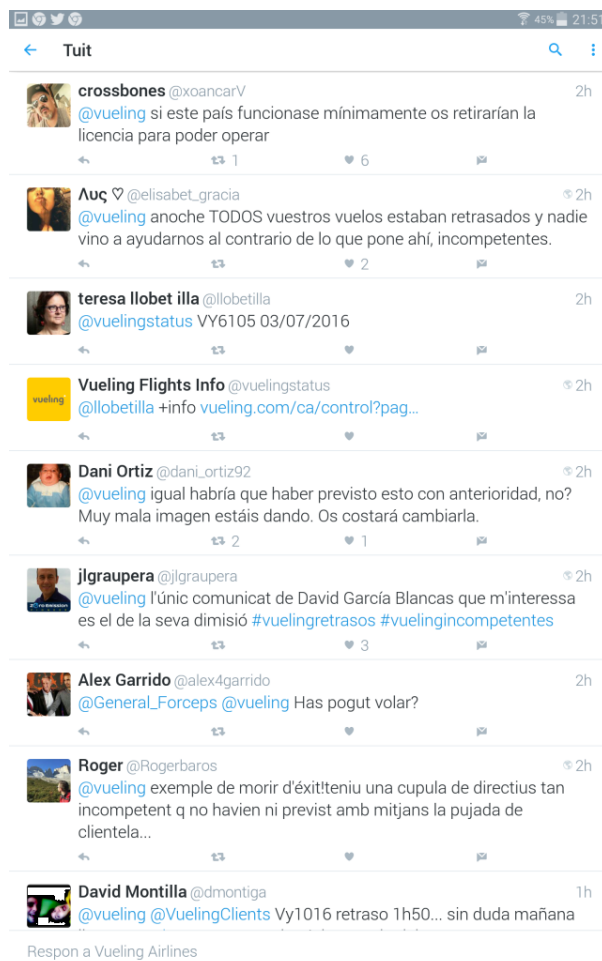 45% 21:51
Tuit
crossbones @xoancarV 2h
@vueling si este país funcionase mínimamente os retirarían la
licencia para poder operar
1 6
Λυς ♡ @elisabet_gracia 2h
@vueling anoche TODOS vuestros vuelos estaban retrasados y nadie
vino a ayudarnos al contrario de lo que pone ahí, incompetentes.
2
teresa llobet illa @llobetilla 2h
@vuelingstatus VY6105 03/07/2016
vueling
Vueling Flights Info @vuelingstatus 2h
@llobetilla +info vueling.com/ca/control?pag...
Dani Ortiz @dani_ortiz92 2h
@vueling igual habría que haber previsto esto con anterioridad, no?
Muy mala imagen estáis dando. Os costará cambiarla.
2 1
jlgraupera @jlgraupera 2h
@vueling l'únic comunicat de David García Blancas que m'interessa
es el de la seva dimisió #vuelingretrasos #vuelingincompetentes
3
Alex Garrido @alex4garrido 2h
@General_Forceps @vueling Has pogut volar?
Roger @Rogerbaros 2h
@vueling exemple de morir d'éxit!teniu una cupula de directius tan
incompetent q no havien ni previst amb mitjans la pujada de
clientela...
David Montilla @dmontiga 1h
@vueling @VuelingClients Vy1016 retraso 1h50... sin duda mañana
Respon a Vueling Airlines